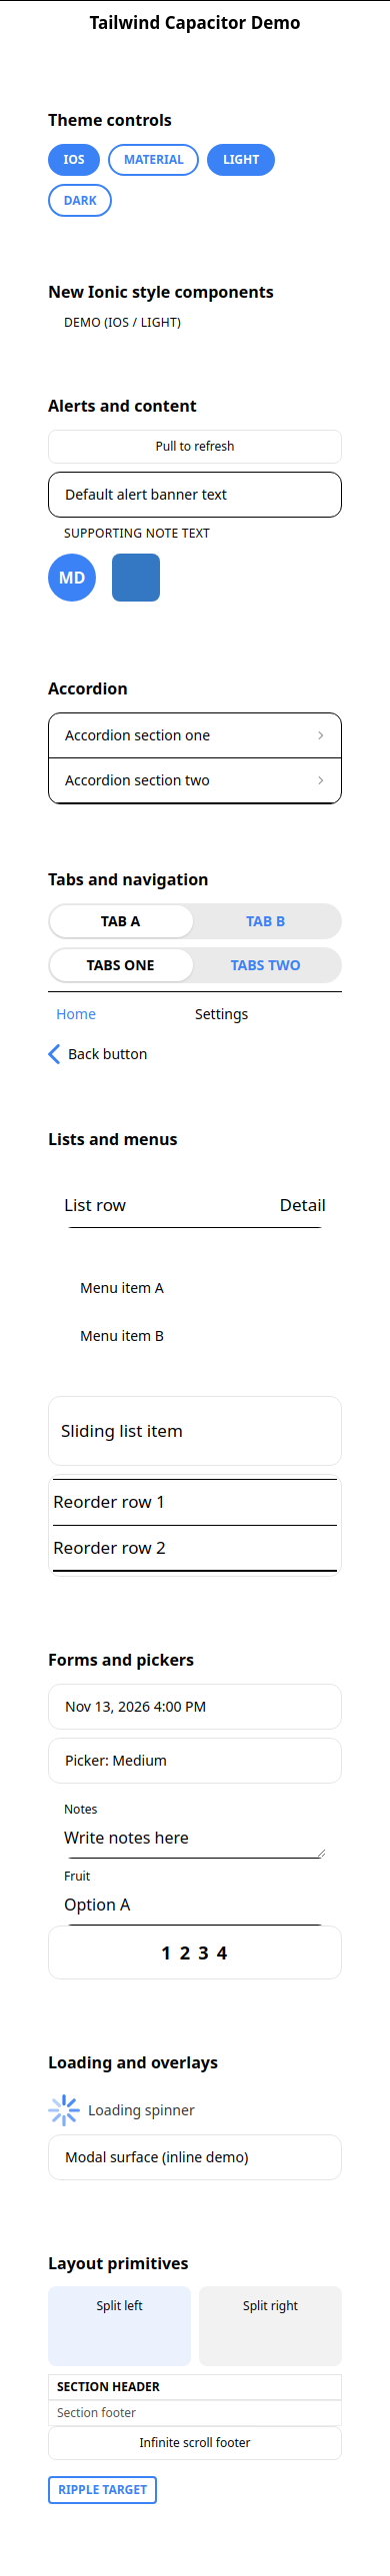 Tailwind Capacitor Demo
Theme controls
IOS MATERIAL LIGHT
DARK
New Ionic style components
DEMO (IOS / LIGHT)
Alerts and content
Pull to refresh
Default alert banner text
SUPPORTING NOTE TEXT
MD
Accordion
Accordion section one
Accordion section two
Tabs and navigation
TAB A TAB B
TABS ONE TABS TWO
Home Settings
Back button
Lists and menus
List row Detail
Menu item A
Menu item B
Sliding list item
Reorder row 1
Reorder row 2
Forms and pickers
Nov 13, 2026 4:00 PM
Picker: Medium
Notes
Write notes here
Fruit
Option A
1 2 3 4
Loading and overlays
Loading spinner
Modal surface (inline demo)
Layout primitives
Split left Split right
SECTION HEADER
Section footer
Infinite scroll footer
RIPPLE TARGET